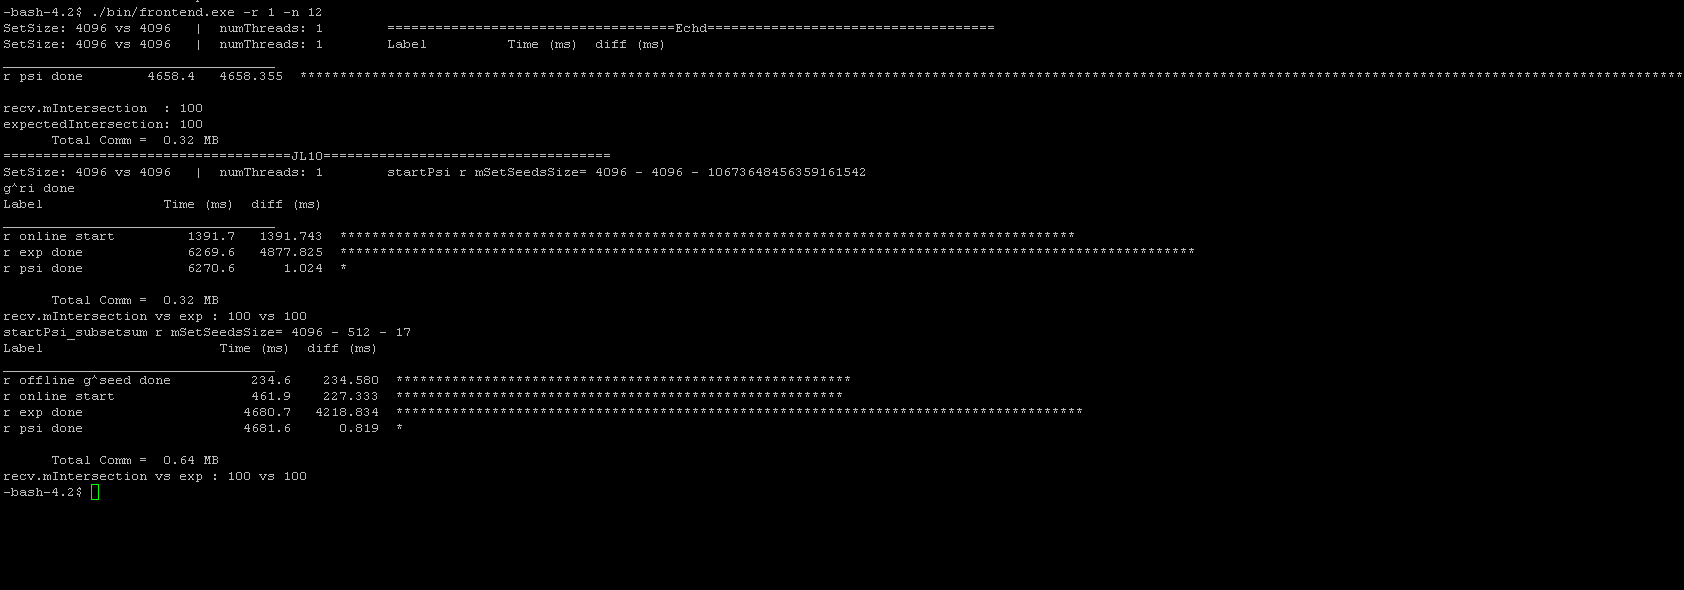 -bash-4.2$ ./bin/frontend.exe -r 1 -n 12
SetSize: 4096 vs 4096   |  numThreads: 1        ====================================Echd====================================
SetSize: 4096 vs 4096   |  numThreads: 1        Label          Time (ms)  diff (ms)
__________________________________
r psi done        4658.4   4658.355  *****************************************************************************************************************************************************************************
recv.mIntersection  : 100
expectedIntersection: 100
      Total Comm =  0.32 MB
====================================JL10====================================
SetSize: 4096 vs 4096   |  numThreads: 1        startPsi r mSetSeedsSize= 4096 - 4096 - 10673648456359161542
g^ri done
Label               Time (ms)  diff (ms)
__________________________________
r online start         1391.7   1391.743  ********************************************************************************************
r exp done             6269.6   4877.825  ***********************************************************************************************************
r psi done             6270.6      1.024  *
      Total Comm =  0.32 MB
recv.mIntersection vs exp : 100 vs 100
startPsi_subsetsum r mSetSeedsSize= 4096 - 512 - 17
Label                      Time (ms)  diff (ms)
__________________________________
r offline g^seed done          234.6    234.580  *********************************************************
r online start                 461.9    227.333  ********************************************************
r exp done                    4680.7   4218.834  **************************************************************************************
r psi done                    4681.6      0.819  *
      Total Comm =  0.64 MB
recv.mIntersection vs exp : 100 vs 100
-bash-4.2$